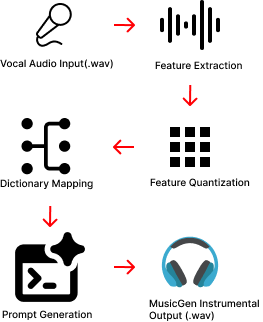 Vocal Audio Input(.wav)
Feature Extraction
Dictionary Mapping
Feature Quantization
Prompt Generation
MusicGen Instrumental
Output (.wav)